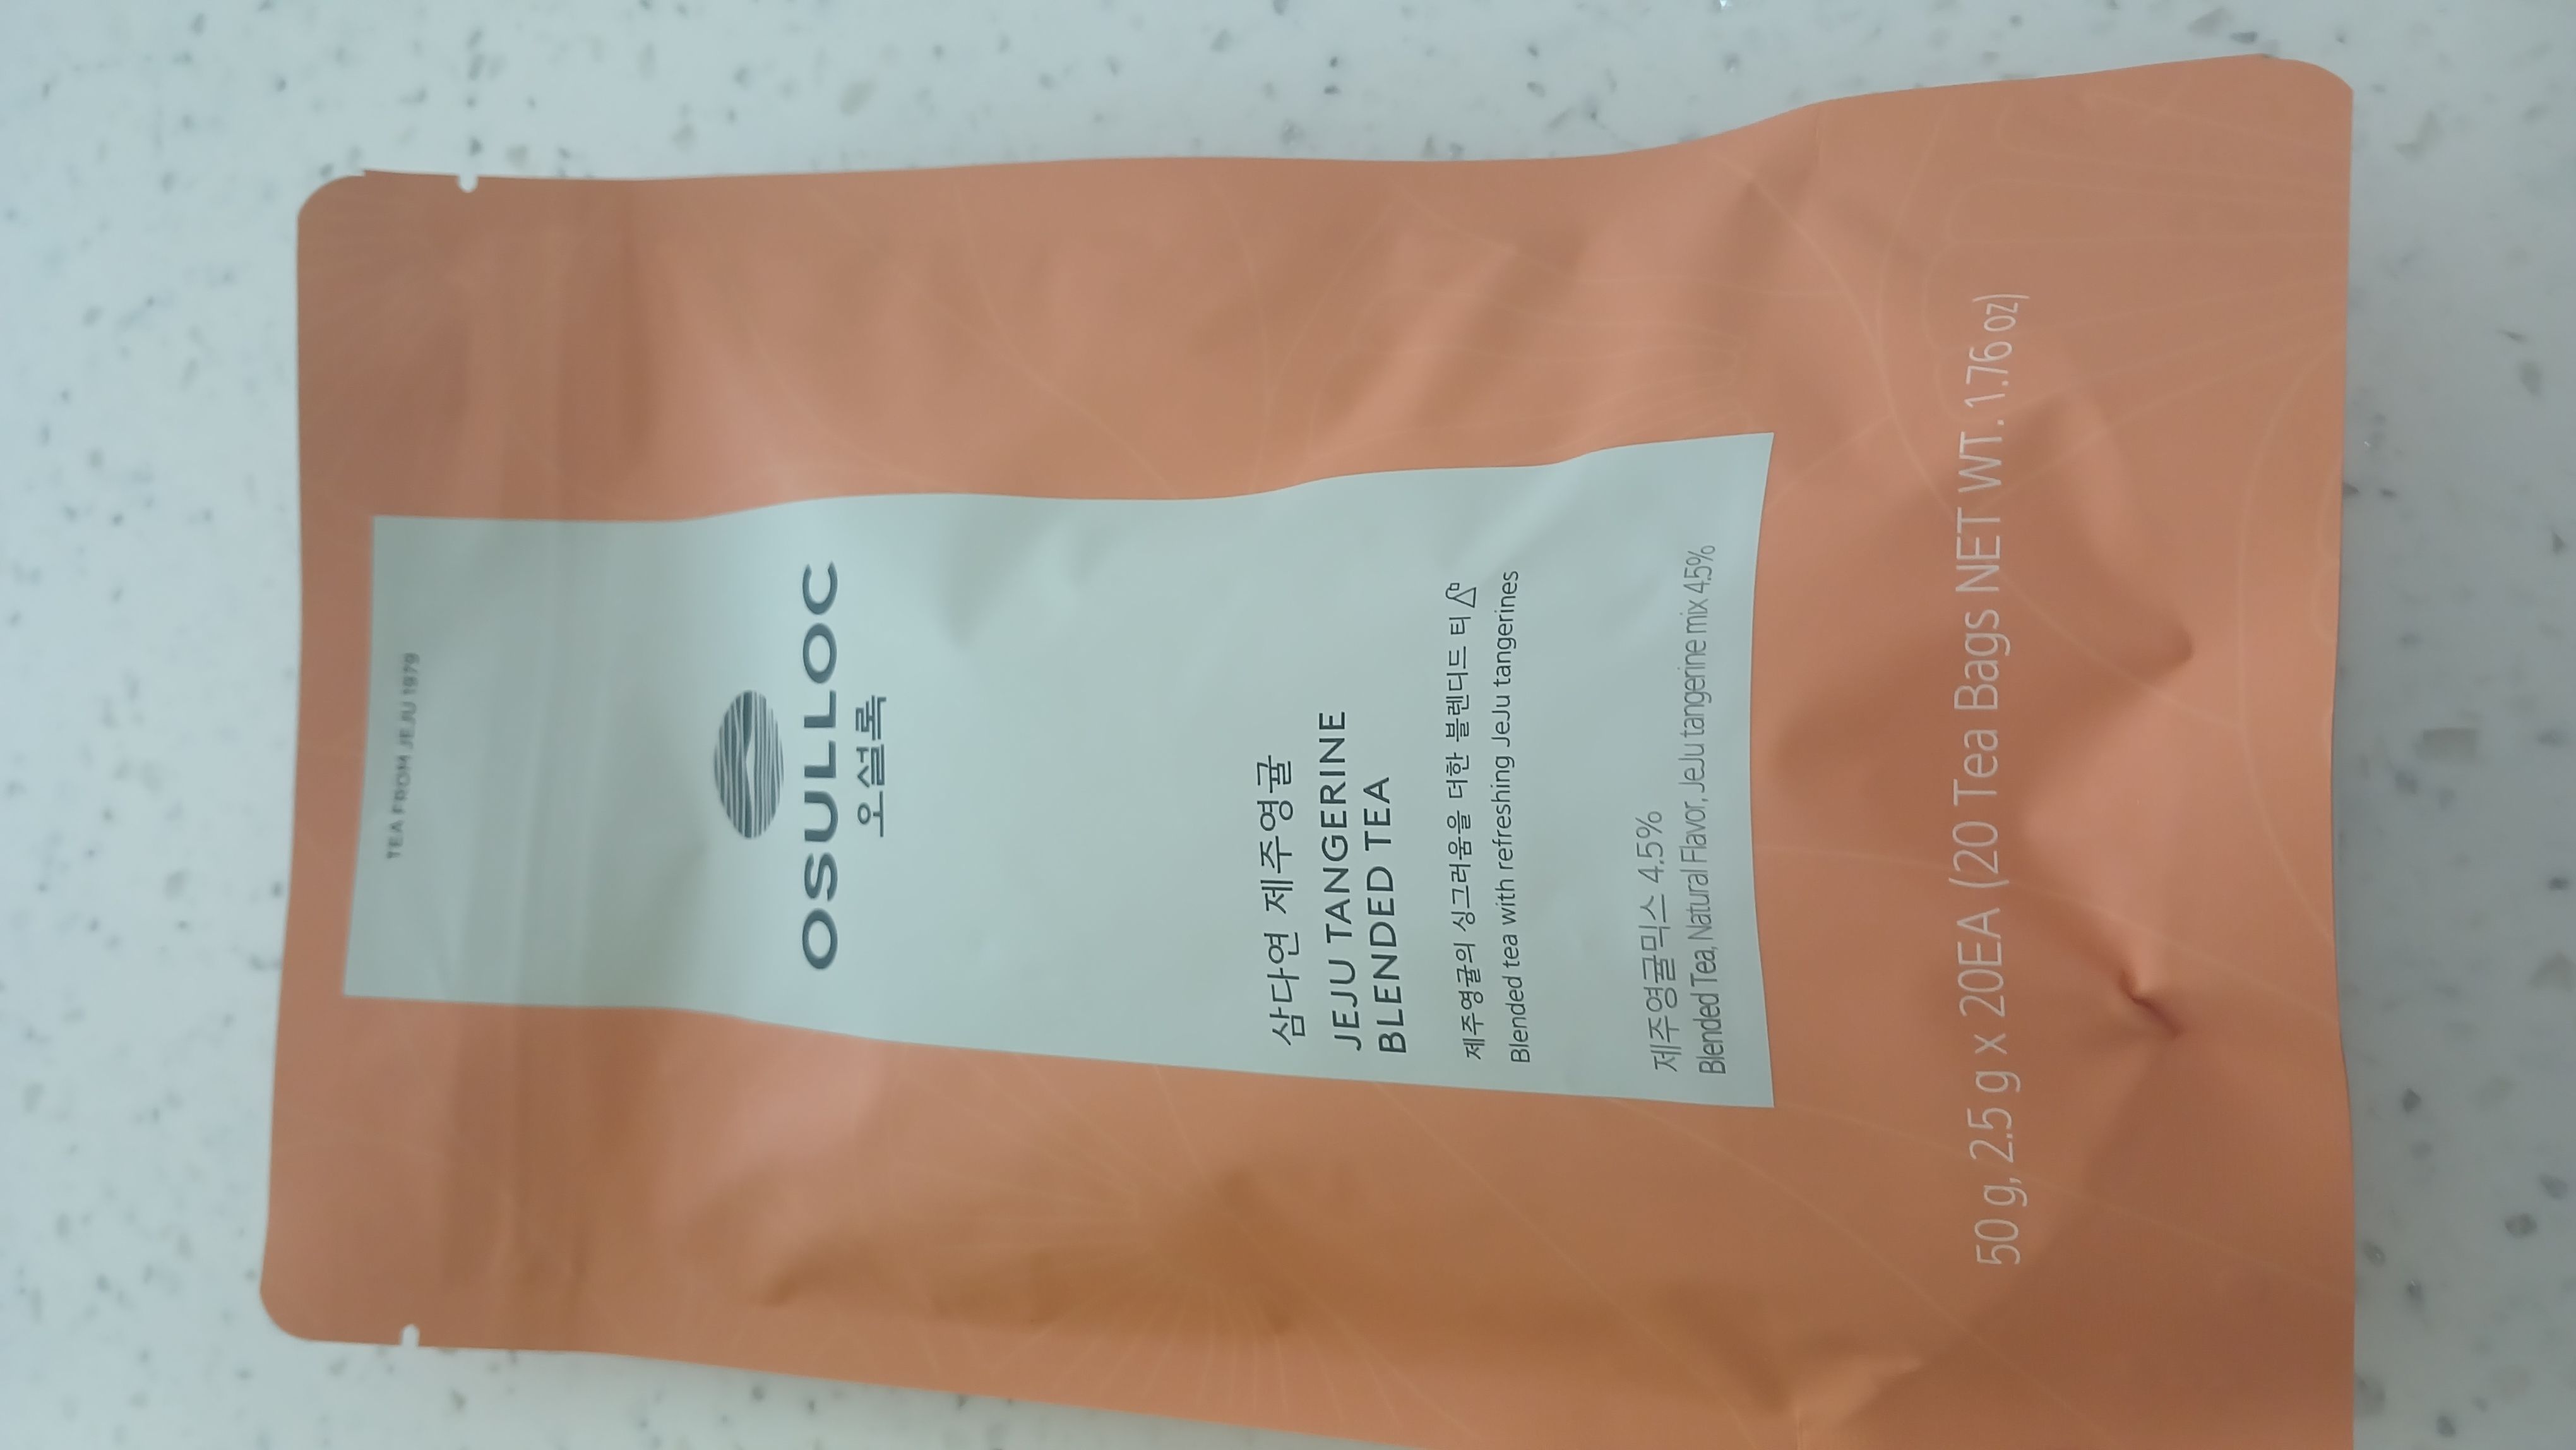 TEA FROM JEJU 1979
OSULLOC
오설록
삼다연 제주영귤
JEJU TANGERINE
BLENDED TEA
제주영귤의 싱그러움을 더한 블렌디드 티
Blended tea with refreshing JeJu tangerines
제주영귤믹스 4.5%
Blended Tea, Natural Flavor, JeJu tangerine mix 4.5%
50 g, 2.5 g x 20EA (20 Tea Bags NET WT. 1.76 oz)